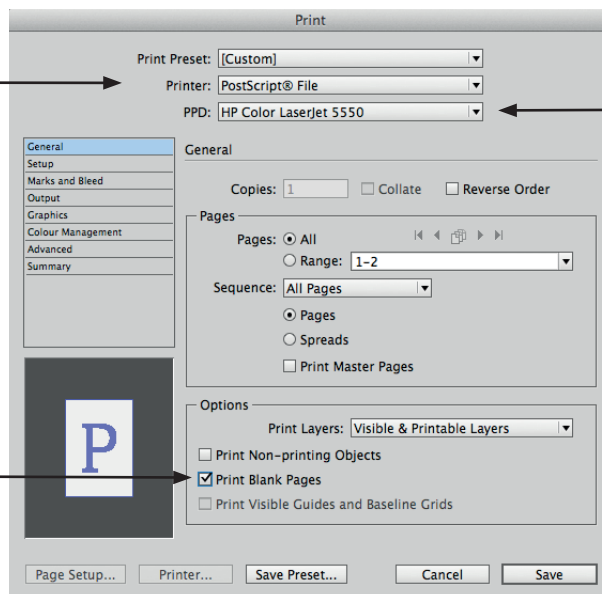 Print
Print Preset: [Custom]
Printer: PostScript® File
PPD: HP Color LaserJet 5550
General
Setup
Marks and Bleed
Output
Graphics
Colour Management
Advanced
Summary
General
Copies: 1 Collate Reverse Order
Pages
Pages: All
Range: 1-2
Sequence: All Pages
Pages
Spreads
Print Master Pages
P
Options
Print Layers: Visible & Printable Layers
Print Non-printing Objects
Print Blank Pages
Print Visible Guides and Baseline Grids
Page Setup... Printer... Save Preset... Cancel Save